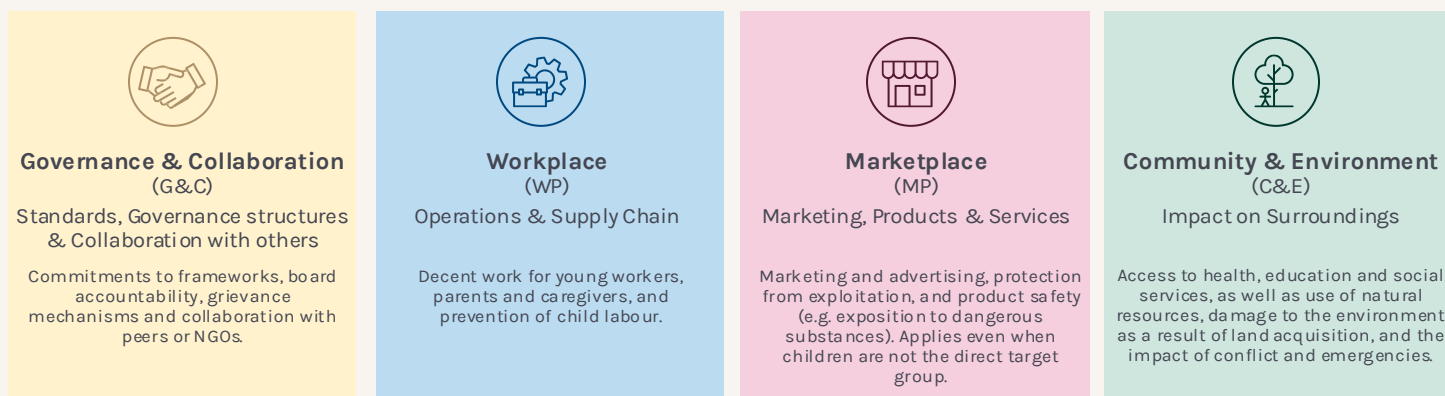 Governance & Collaboration
(G&C)
Standards, Governance structures
& Collaboration with others
Commitments to frameworks, board
accountability, grievance
mechanisms and collaboration with
peers or NGOs.
Workplace
(WP)
Operations & Supply Chain
Decent work for young workers,
parents and caregivers, and
prevention of child labour.
Marketplace
(MP)
Marketing, Products & Services
Marketing and advertising, protection
from exploitation, and product safety
(e.g. exposition to dangerous
substances). Applies even when
children are not the direct target
group.
Community & Environment
(C&E)
Impact on Surroundings
Access to health, education and social
services, as well as use of natural
resources, damage to the environment
as a result of land acquisition, and the
impact of conflict and emergencies.